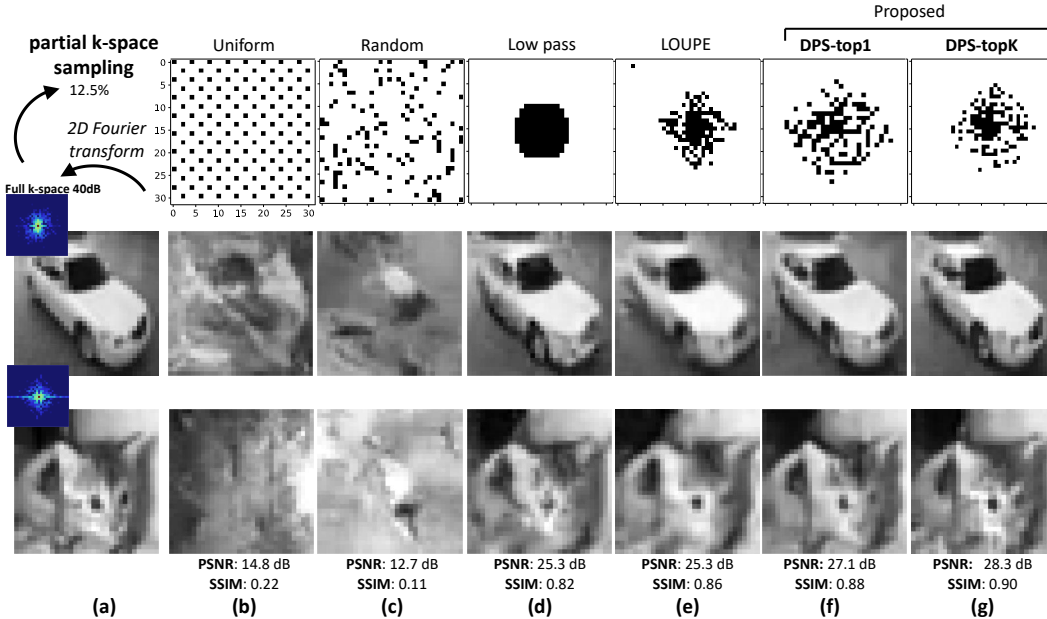 Proposed
partial k-space
sampling
12.5%
2D Fourier
transform
Full k-space 40dB
Uniform
Random
Low pass
LOUPE
DPS-top1
DPS-topK
0
5
10
15
20
25
30
0 5 10 15 20 25 30
PSNR: 14.8 dB
SSIM: 0.22
PSNR: 12.7 dB
SSIM: 0.11
PSNR: 25.3 dB
SSIM: 0.82
PSNR: 25.3 dB
SSIM: 0.86
PSNR: 27.1 dB
SSIM: 0.88
PSNR: 28.3 dB
SSIM: 0.90
(a) (b) (c) (d) (e) (f) (g)